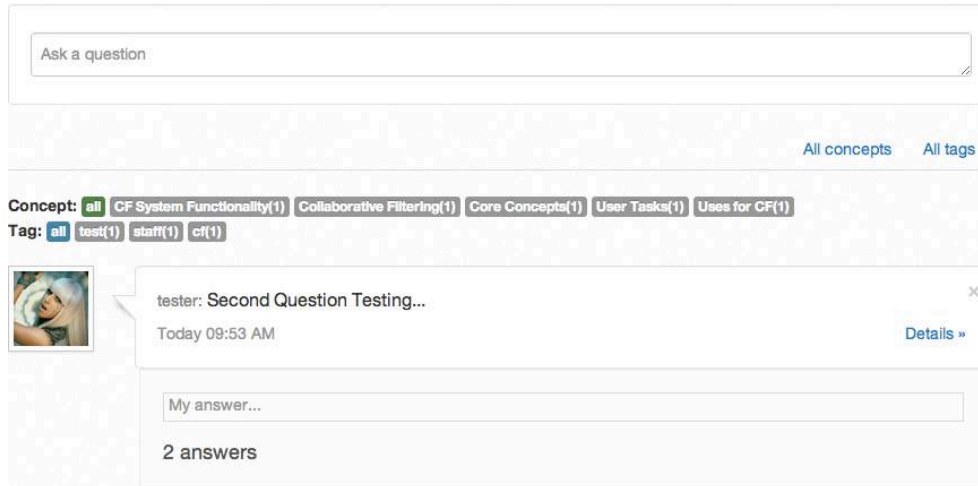 Ask a question
All concepts All tags
Concept: all CF System Functionality(1) Collaborative Filtering(1) Core Concepts(1) User Tasks(1) Uses for CF(1)
Tag: all test(1) staff(1) cf(1)
tester: Second Question Testing... ×
Today 09:53 AM Details »
My answer...
2 answers